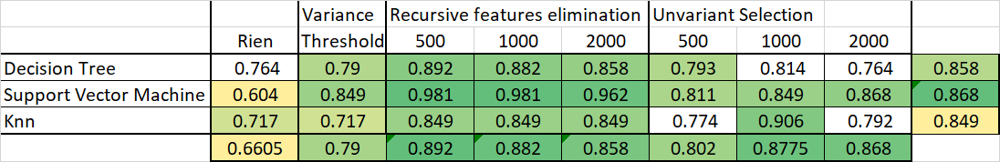 Variance Recursive features elimination Unvariant Selection
Rien Threshold 500 1000 2000 500 1000 2000
Decision Tree 0.764 0.79 0.892 0.882 0.858 0.793 0.814 0.764 0.858
Support Vector Machine 0.604 0.849 0.981 0.981 0.962 0.811 0.849 0.868 0.868
Knn 0.717 0.717 0.849 0.849 0.849 0.774 0.906 0.792 0.849
0.6605 0.79 0.892 0.882 0.858 0.802 0.8775 0.868